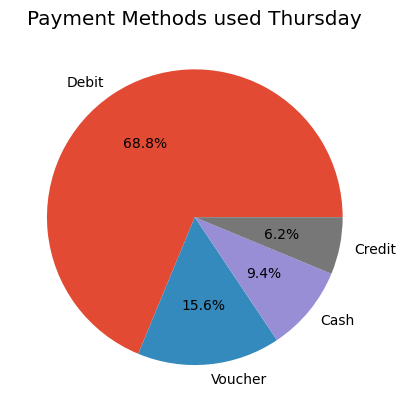 Payment Methods used Thursday
Debit
68.8%
6.2%
Credit
9.4%
15.6%
Cash
Voucher